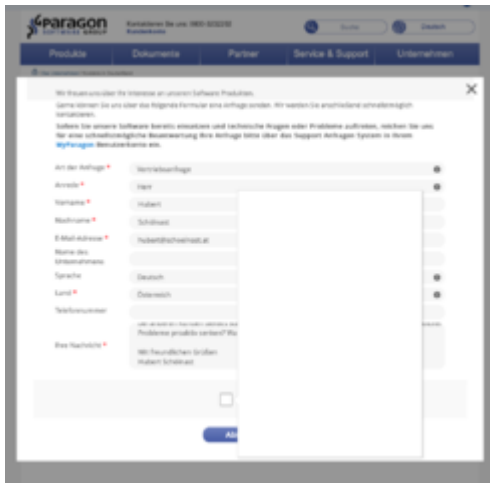 Paragon
SOFTWARE GROUP
Kontaktieren Sie uns:
Kundenkonto
Suche
Deutsch
Produkte
Dokumente
Partner
Service & Support
Unternehmen
Wir freuen uns über Ihr Interesse an unseren Software Produkten.
Gerne können Sie uns über das folgende Formular eine Anfrage senden. Wir werden Sie anschließend schnellstmöglich
kontaktieren.
Sollten Sie unsere Software bereits einsetzen und technische Fragen oder Probleme auftreten, reichen Sie uns
für eine schnellstmögliche Beantwortung Ihre Anfrage bitte über das Support Anfragen System in Ihrem
MyParagon Benutzerkonto ein.
Art der Anfrage *
Vertriebsanfrage
Anrede *
Herr
Vorname *
Hubert
Nachname *
Schölnast
E-Mail-Adresse *
Name des
Unternehmens
Sprache
Deutsch
Land *
Österreich
Telefonnummer
Ihre Nachricht *
Probleme
Mit freundlichen Grüßen
Hubert Schölnast